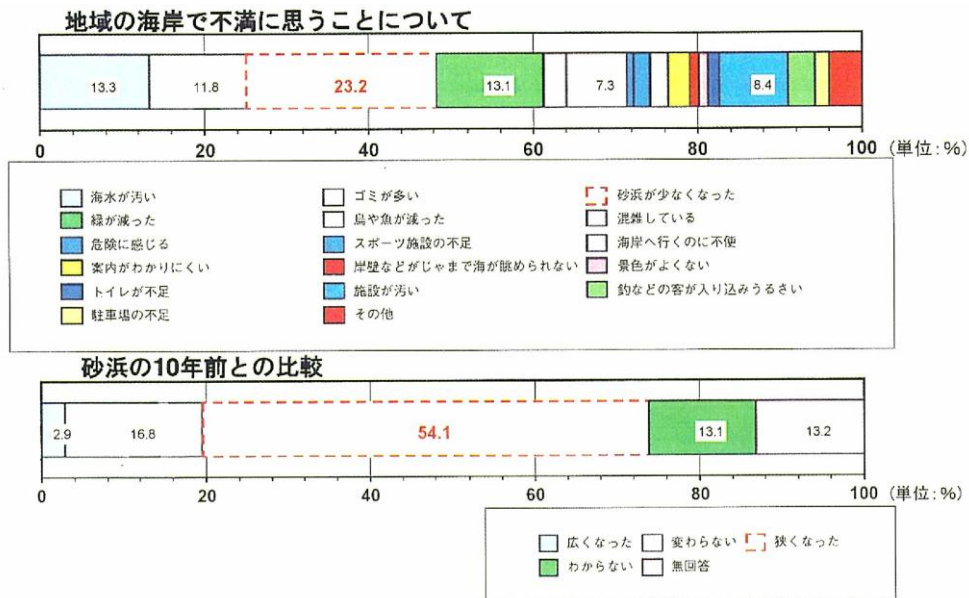 地域の海岸で不満に思うことについて
13.3 11.8 23.2 13.1 7.3 8.4
0 20 40 60 80 100 (単位:%)
海水が汚い ゴミが多い 砂浜が少なくなった
緑が減った 鳥や魚が減った 混雑している
危険に感じる スポーツ施設の不足 海岸へ行くのに不便
案内がわかりにくい 岸壁などがじゃまで海が眺められない 景色がよくない
トイレが不足 施設が汚い 釣などの客が入り込みうるさい
駐車場の不足 その他
砂浜の10年前との比較
2.9 16.8 54.1 13.1 13.2
0 20 40 60 80 100 (単位:%)
広くなった 変わらない 狭くなった
わからない 無回答